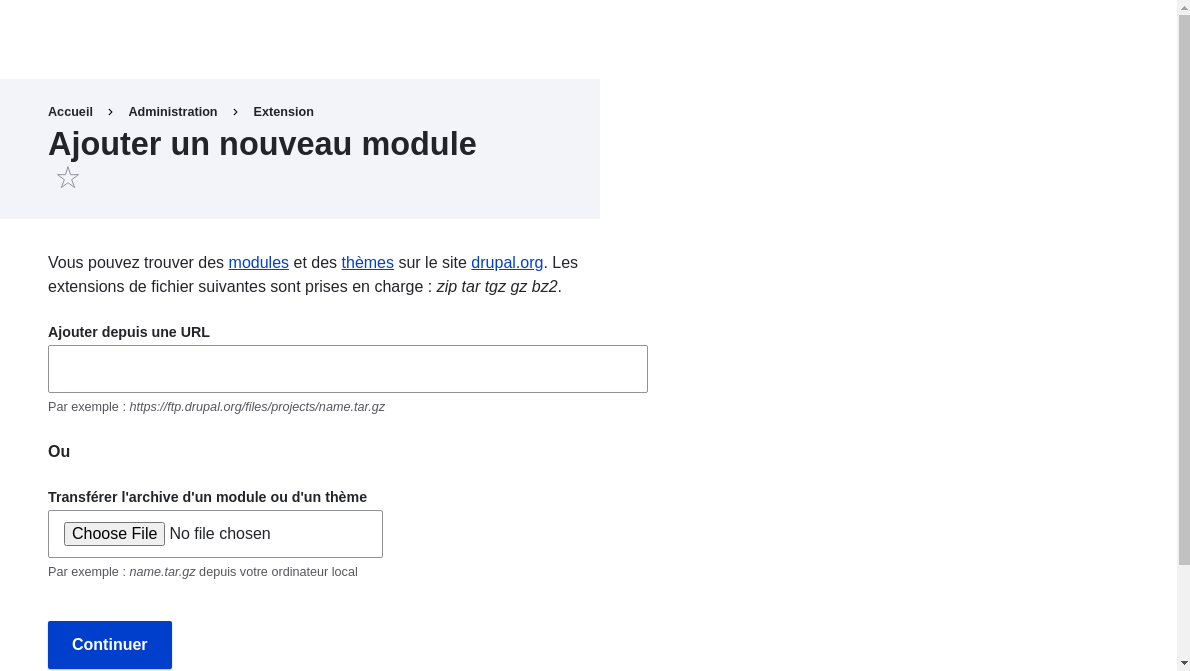 Accueil › Administration › Extension
Ajouter un nouveau module
Vous pouvez trouver des modules et des thèmes sur le site drupal.org. Les
extensions de fichier suivantes sont prises en charge : zip tar tgz gz bz2.
Ajouter depuis une URL
Par exemple : https://ftp.drupal.org/files/projects/name.tar.gz
Ou
Transférer l'archive d'un module ou d'un thème
Choose File No file chosen
Par exemple : name.tar.gz depuis votre ordinateur local
Continuer